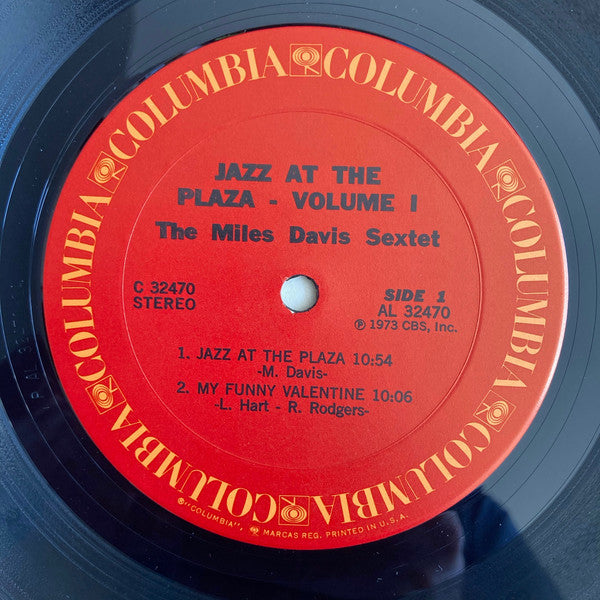 COLUMBIA COLUMBIA COLUMBIA COLUMBIA COLUMBIA COLUMBIA
JAZZ AT THE
PLAZA - VOLUME I
The Miles Davis Sextet
C 32470
STEREO
SIDE 1
AL 32470
℗ 1973 CBS, Inc.
1. JAZZ AT THE PLAZA 10:54
-M. Davis-
2. MY FUNNY VALENTINE 10:06
-L. Hart - R. Rodgers-
®"COLUMBIA", MARCAS REG. PRINTED IN U.S.A.